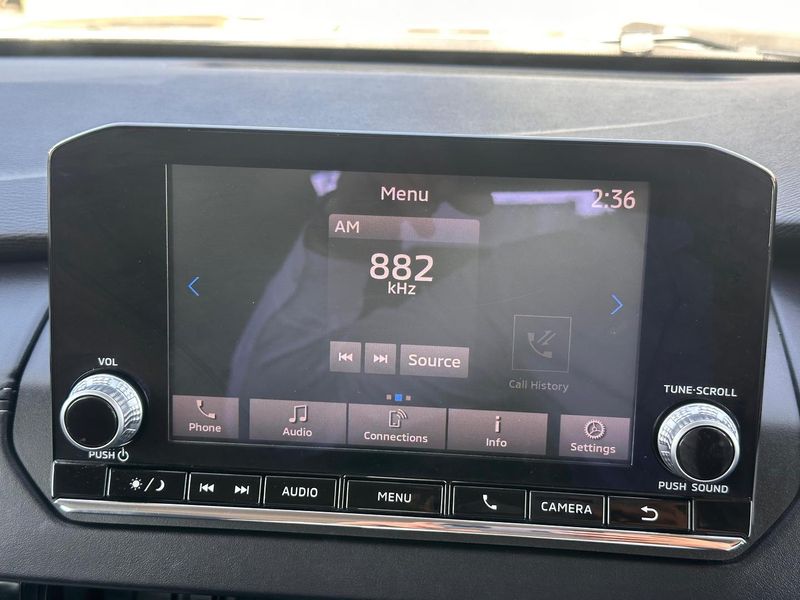 Menu
2:36
AM
882
kHz
Source
Call History
Phone
Audio
Connections
Info
Settings
VOL
PUSH
TUNE·SCROLL
PUSH SOUND
AUDIO
MENU
CAMERA